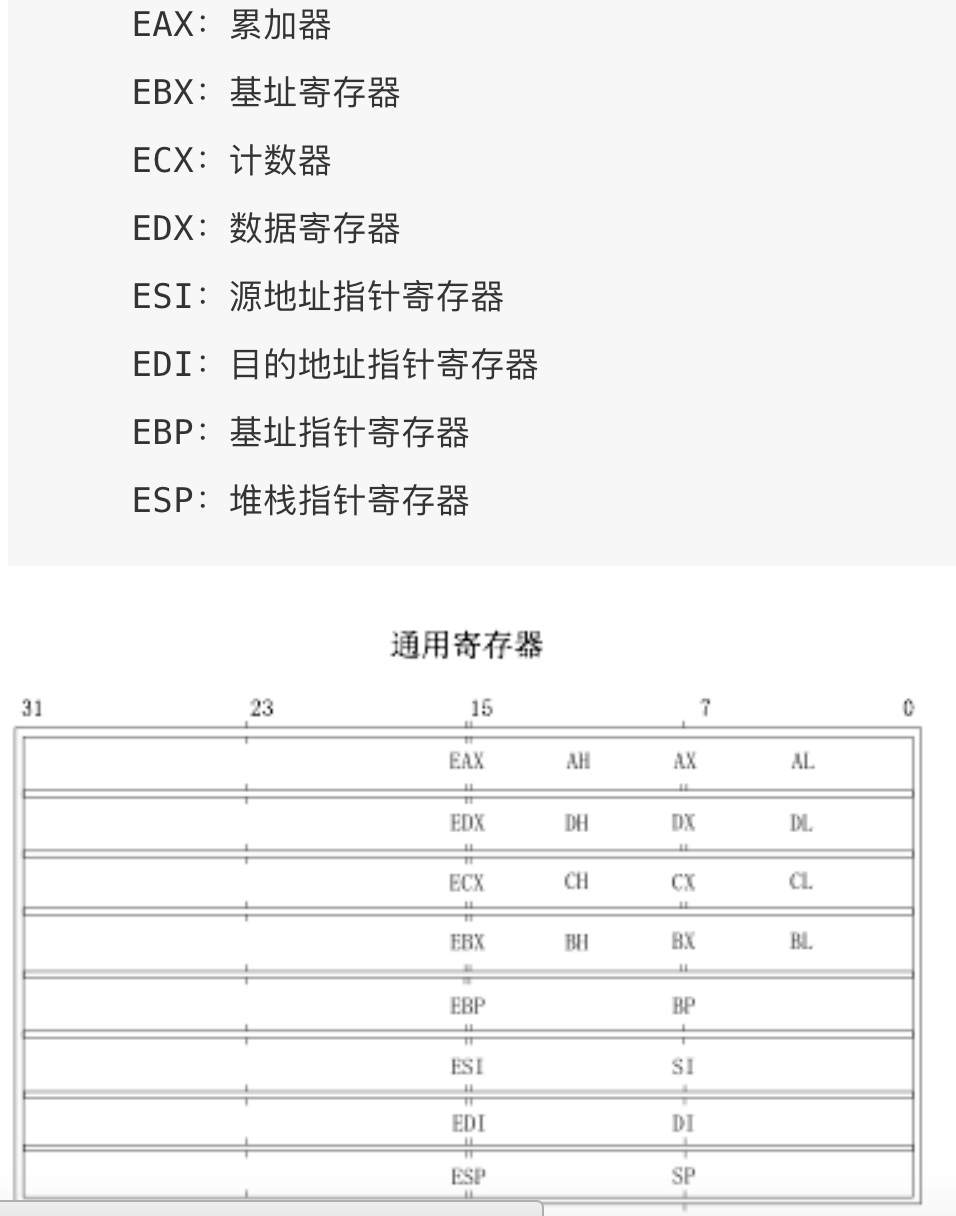 EAX: 累加器
EBX: 基址寄存器
ECX: 计数器
EDX: 数据寄存器
ESI: 源地址指针寄存器
EDI: 目的地址指针寄存器
EBP: 基址指针寄存器
ESP: 堆栈指针寄存器
通用寄存器
31 23 15 7 0
EAX AH AX AL
EDX DH DX DL
ECX CH CX CL
EBX BH BX BL
EBP BP
ESI SI
EDI DI
ESP SP